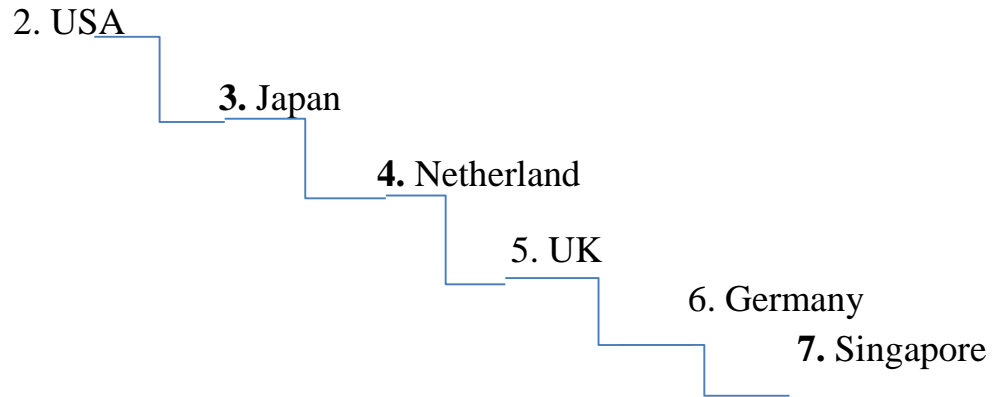 2. USA
3. Japan
4. Netherland
5. UK
6. Germany
7. Singapore